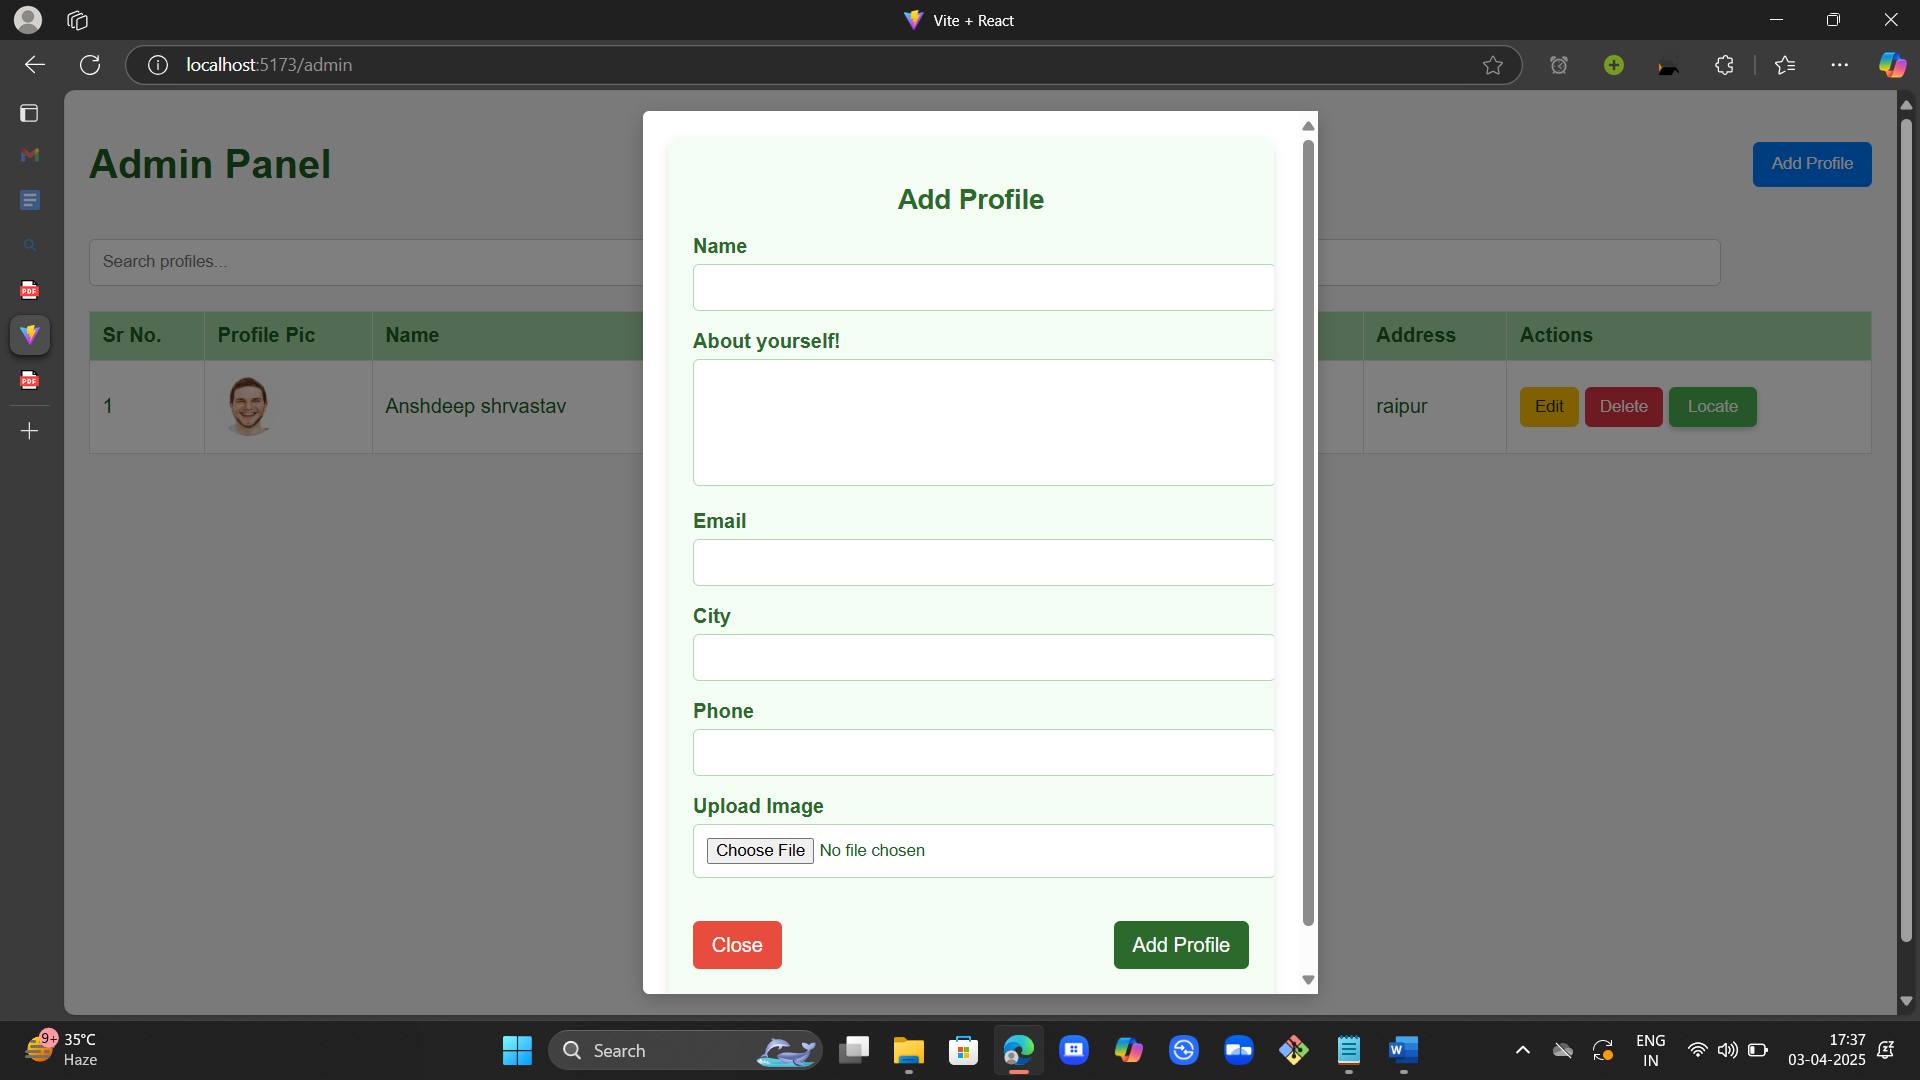 Vite + React
localhost:5173/admin
Admin Panel
Add Profile
Search profiles...
Sr No.
Profile Pic
Name
Address
Actions
1
Anshdeep shrvastav
raipur
Edit
Delete
Locate
Add Profile
Name
About yourself!
Email
City
Phone
Upload Image
Choose File No file chosen
Close
Add Profile
PDF
PDF
9+
35°C
Haze
Search
W
ENG
IN
17:37
03-04-2025